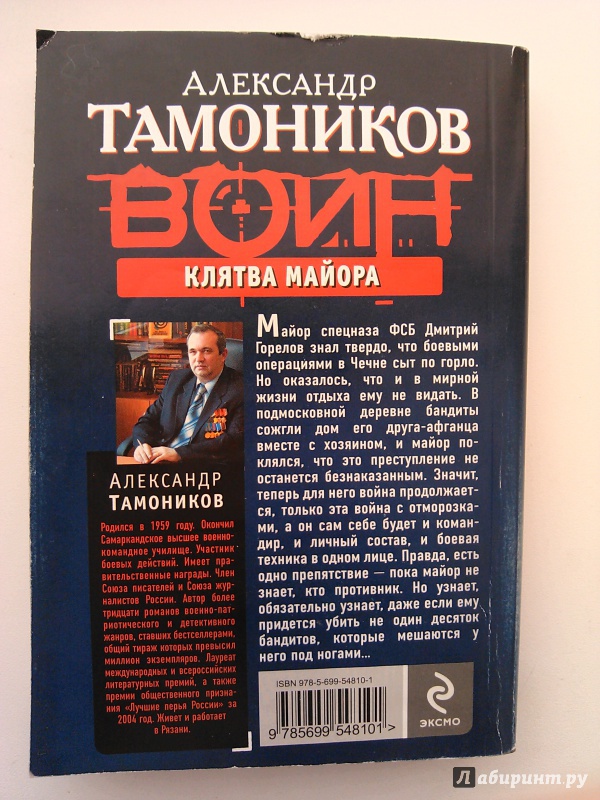 АЛЕКСАНДР
ТАМОНИКОВ
ВОИН
КЛЯТВА МАЙОРА
Майор спецназа ФСБ Дмитрий
Горелов знал твердо, что боевыми
операциями в Чечне сыт по горло.
Но оказалось, что и в мирной
жизни отдыха ему не видать. В
подмосковной деревне бандиты
сожгли дом его друга-афганца
вместе с хозяином, и майор по-
клялся, что это преступление не
останется безнаказанным. Значит,
теперь для него война продолжает-
ся, только эта война с отморозка-
ми, а он сам себе будет и коман-
дир, и личный состав, и боевая
техника в одном лице. Правда, есть
одно препятствие — пока майор не
знает, кто противник. Но узнает,
обязательно узнает, даже если ему
придется убить не один десяток
бандитов, которые мешаются у
него под ногами...
АЛЕКСАНДР
ТАМОНИКОВ
Родился в 1959 году. Окончил
Самаркандское высшее военно-
командное училище. Участник
боевых действий. Имеет пра-
вительственные награды. Член
Союза писателей и Союза жур-
налистов России. Автор более
тридцати романов военно-пат-
риотического и детективного
жанров, ставших бестселлерами,
общий тираж которых превысил
миллион экземпляров. Лауреат
международных и всероссийских
литературных премий, а также
премии общественного призна-
ния «Лучшие перья России» за
2004 год. Живет и работает
в Рязани.
ISBN 978-5-699-54810-1
9 785699 548101 >
ЭКСМО
Лабиринт.ру